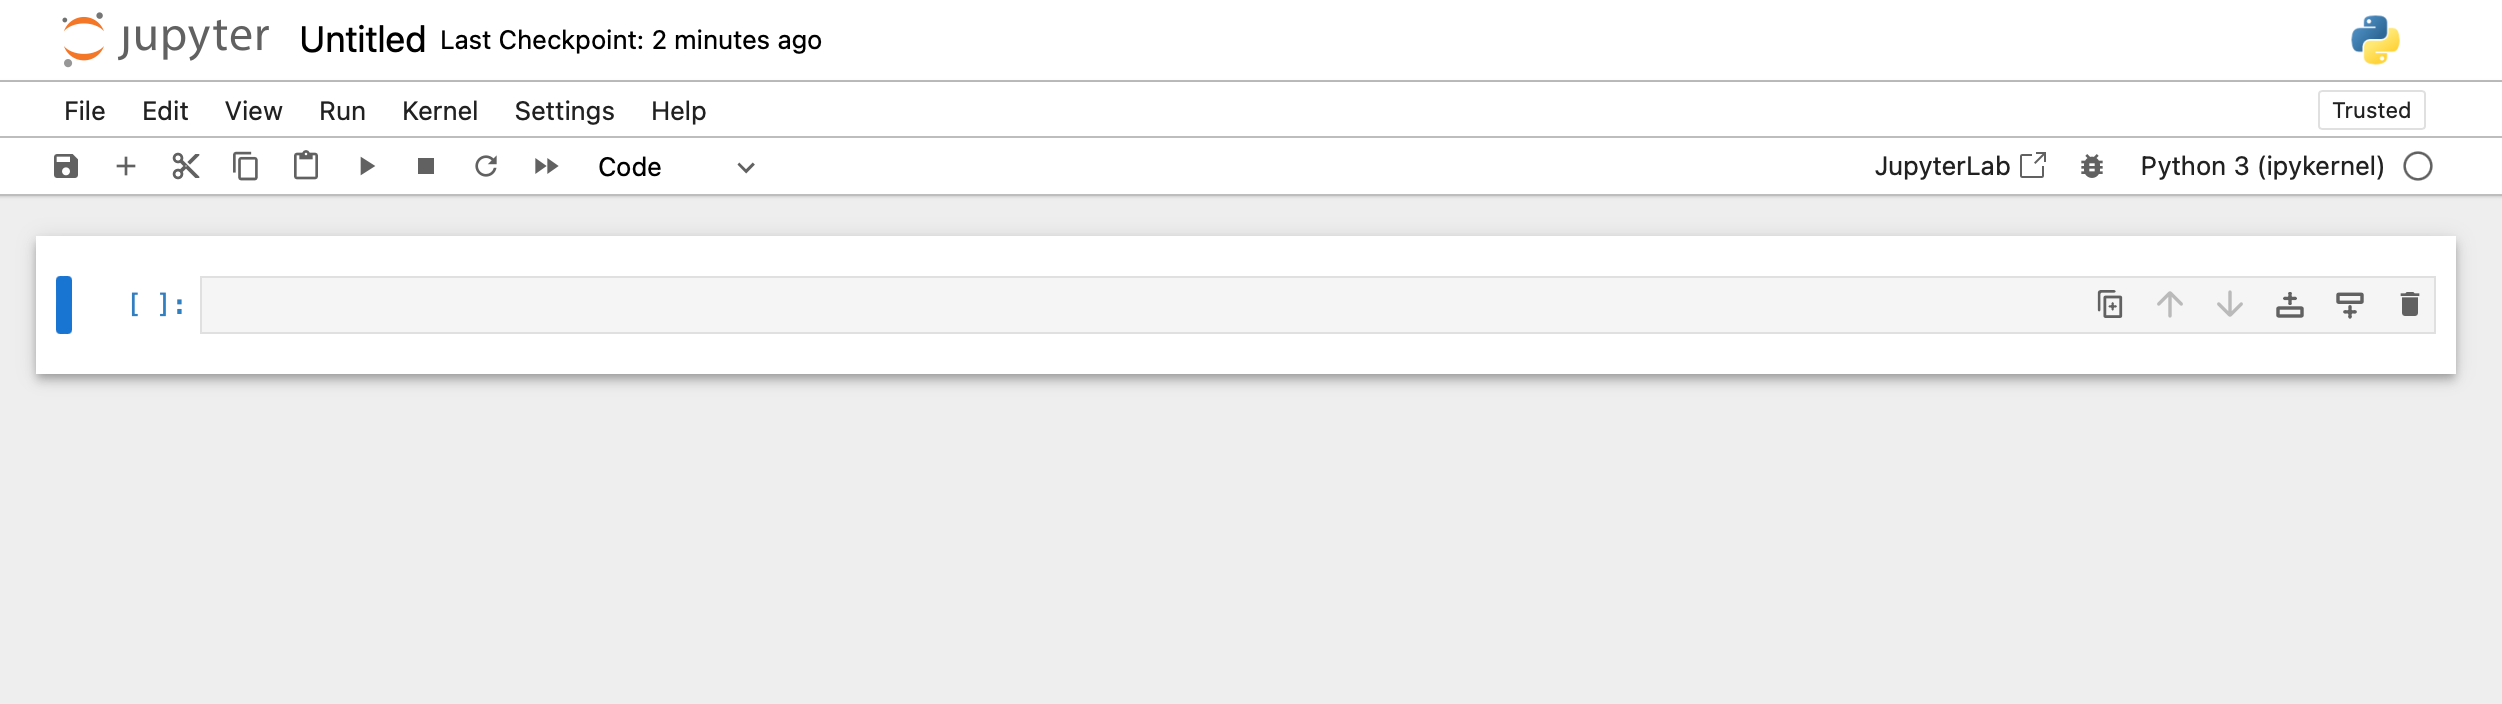 jupyter Untitled Last Checkpoint: 2 minutes ago
File Edit View Run Kernel Settings Help Trusted
Code JupyterLab Python 3 (ipykernel)
[ ]: